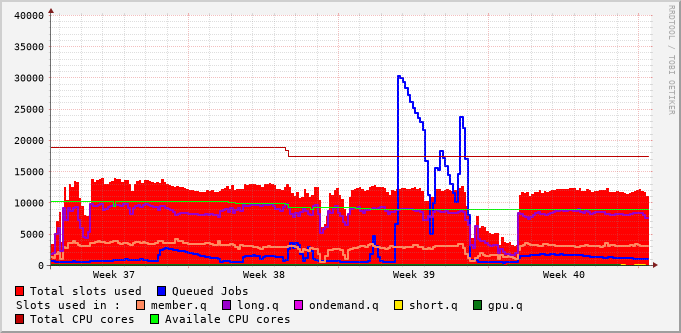 40000
35000
30000
25000
20000
15000
10000
5000
0
Week 37 Week 38 Week 39 Week 40
Total slots used Queued Jobs
Slots used in : member.q long.q ondemand.q short.q gpu.q
Total CPU cores Availale CPU cores
RRDTOOL / TOBI OETIKER